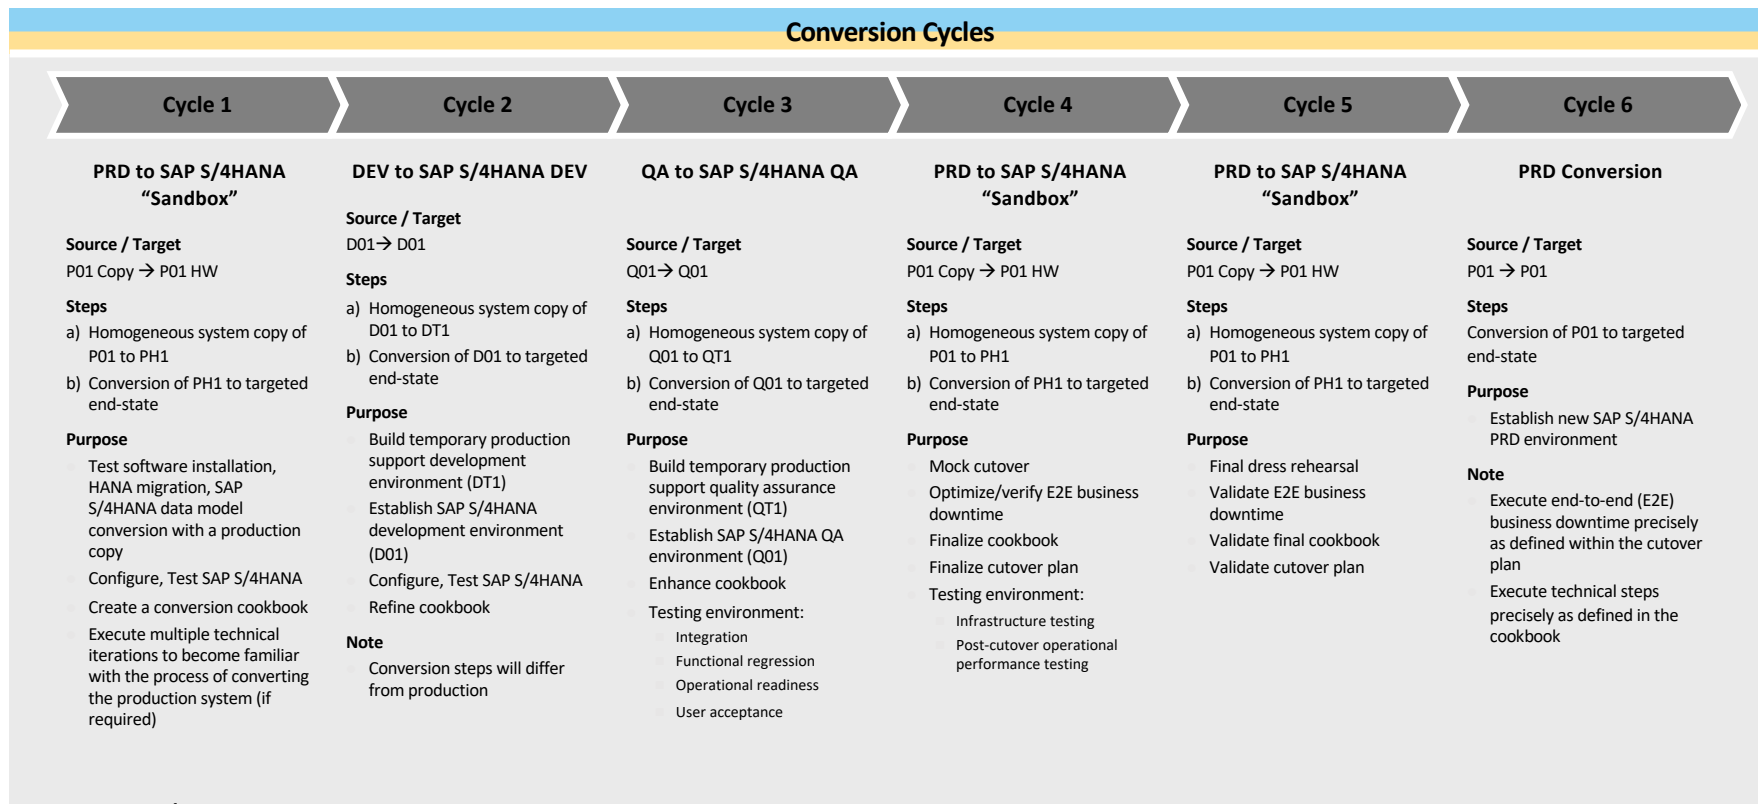 Conversion Cycles
Cycle 1
Cycle 2
Cycle 3
Cycle 4
Cycle 5
Cycle 6
PRD to SAP S/4HANA
“Sandbox”
Source / Target
P01 Copy → P01 HW
Steps
a) Homogeneous system copy of
P01 to PH1
b) Conversion of PH1 to targeted
end-state
Purpose
Test software installation,
HANA migration, SAP
S/4HANA data model
conversion with a production
copy
Configure, Test SAP S/4HANA
Create a conversion cookbook
Execute multiple technical
iterations to become familiar
with the process of converting
the production system (if
required)
DEV to SAP S/4HANA DEV
Source / Target
D01→ D01
Steps
a) Homogeneous system copy of
D01 to DT1
b) Conversion of D01 to targeted
end-state
Purpose
Build temporary production
support development
environment (DT1)
Establish SAP S/4HANA
development environment
(D01)
Configure, Test SAP S/4HANA
Refine cookbook
Note
Conversion steps will differ
from production
QA to SAP S/4HANA QA
Source / Target
Q01→ Q01
Steps
a) Homogeneous system copy of
Q01 to QT1
b) Conversion of Q01 to targeted
end-state
Purpose
Build temporary production
support quality assurance
environment (QT1)
Establish SAP S/4HANA QA
environment (Q01)
Enhance cookbook
Testing environment:
Integration
Functional regression
Operational readiness
User acceptance
PRD to SAP S/4HANA
“Sandbox”
Source / Target
P01 Copy → P01 HW
Steps
a) Homogeneous system copy of
P01 to PH1
b) Conversion of PH1 to targeted
end-state
Purpose
Mock cutover
Optimize/verify E2E business
downtime
Finalize cookbook
Finalize cutover plan
Testing environment:
Infrastructure testing
Post-cutover operational
performance testing
PRD to SAP S/4HANA
“Sandbox”
Source / Target
P01 Copy → P01 HW
Steps
a) Homogeneous system copy of
P01 to PH1
b) Conversion of PH1 to targeted
end-state
Purpose
Final dress rehearsal
Validate E2E business
downtime
Validate final cookbook
Validate cutover plan
PRD Conversion
Source / Target
P01 → P01
Steps
Conversion of P01 to targeted
end-state
Purpose
Establish new SAP S/4HANA
PRD environment
Note
Execute end-to-end (E2E)
business downtime precisely
as defined within the cutover
plan
Execute technical steps
precisely as defined in the
cookbook